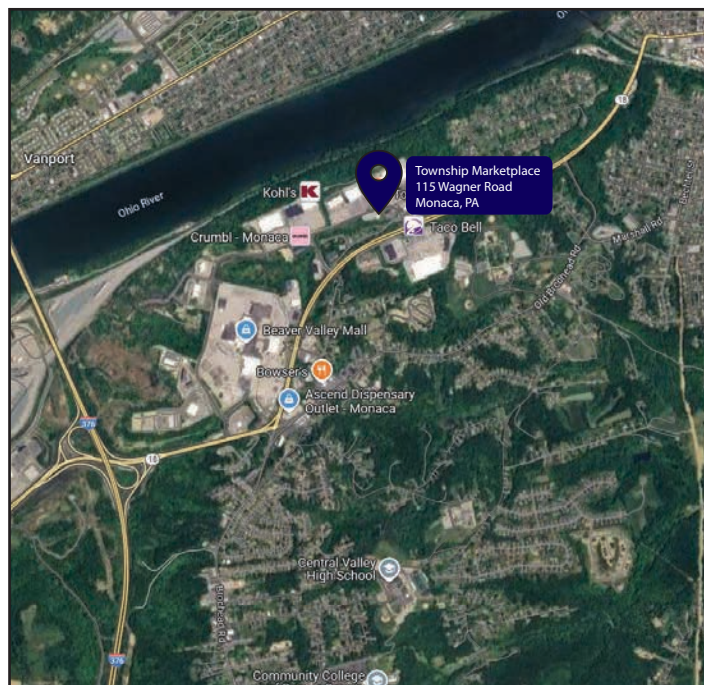 18
Vanport
Ohio River
Kohl's
K
Township Marketplace
115 Wagner Road
Monaca, PA
Taco Bell
Crumbl - Monaca
Marshall Rd
Old Brodhead Rd
Beaver Valley Mall
Bowser's
Ascend Dispensary
Outlet - Monaca
376
18
Central Valley
High School
Brodhead Rd
376
Community College